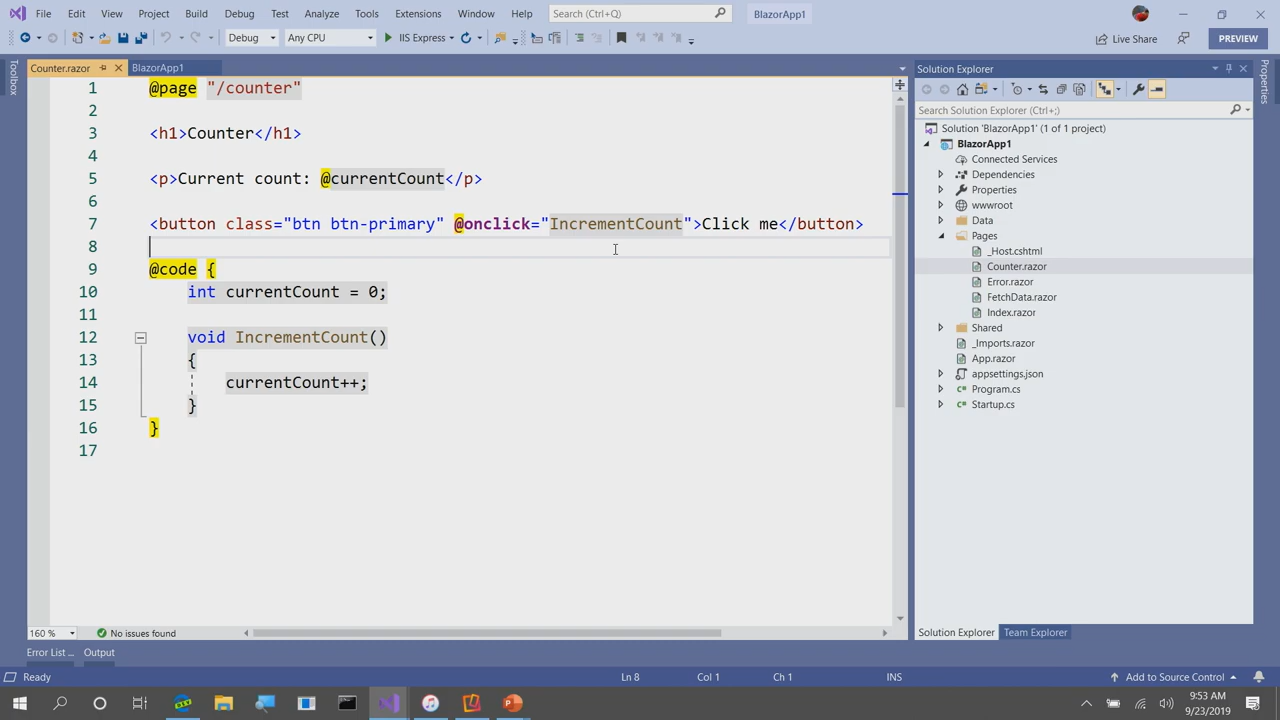 File Edit View Project Build Debug Test Analyze Tools Extensions Window Help Search (Ctrl+Q) BlazorApp1
Debug Any CPU IIS Express Live Share PREVIEW
Toolbox
Counter.razor BlazorApp1
1 @page "/counter"
2
3 <h1>Counter</h1>
4
5 <p>Current count: @currentCount</p>
6
7 <button class="btn btn-primary" @onclick="IncrementCount">Click me</button>
8
9 @code {
10 int currentCount = 0;
11
12 void IncrementCount()
13 {
14 currentCount++;
15 }
16 }
17
160 % No issues found
Solution Explorer
Search Solution Explorer (Ctrl+;)
Solution 'BlazorApp1' (1 of 1 project)
BlazorApp1
Connected Services
Dependencies
Properties
wwwroot
Data
Pages
_Host.cshtml
Counter.razor
Error.razor
FetchData.razor
Index.razor
Shared
_Imports.razor
App.razor
appsettings.json
C# Program.cs
C# Startup.cs
Solution Explorer Team Explorer
Properties
Error List ... Output
Ready Ln 8 Col 1 Ch 1 INS Add to Source Control
9:53 AM
9/23/2019